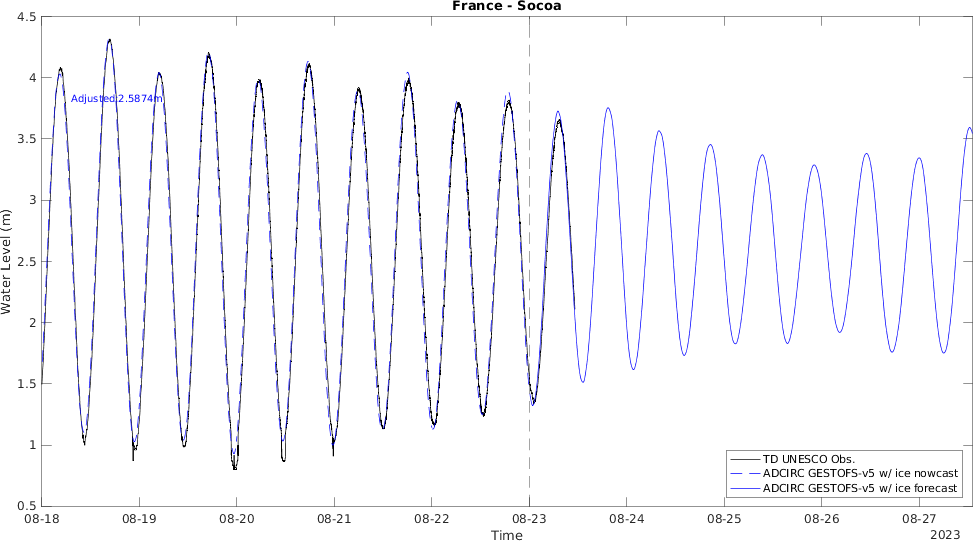 France - Socoa
4.5
4
3.5
3
2.5
2
1.5
1
0.5
Water Level (m)
Adjusted 2.5874m
TD UNESCO Obs.
ADCIRC GESTOFS-v5 w/ ice nowcast
ADCIRC GESTOFS-v5 w/ ice forecast
08-18 08-19 08-20 08-21 08-22 08-23 08-24 08-25 08-26 08-27
Time
2023